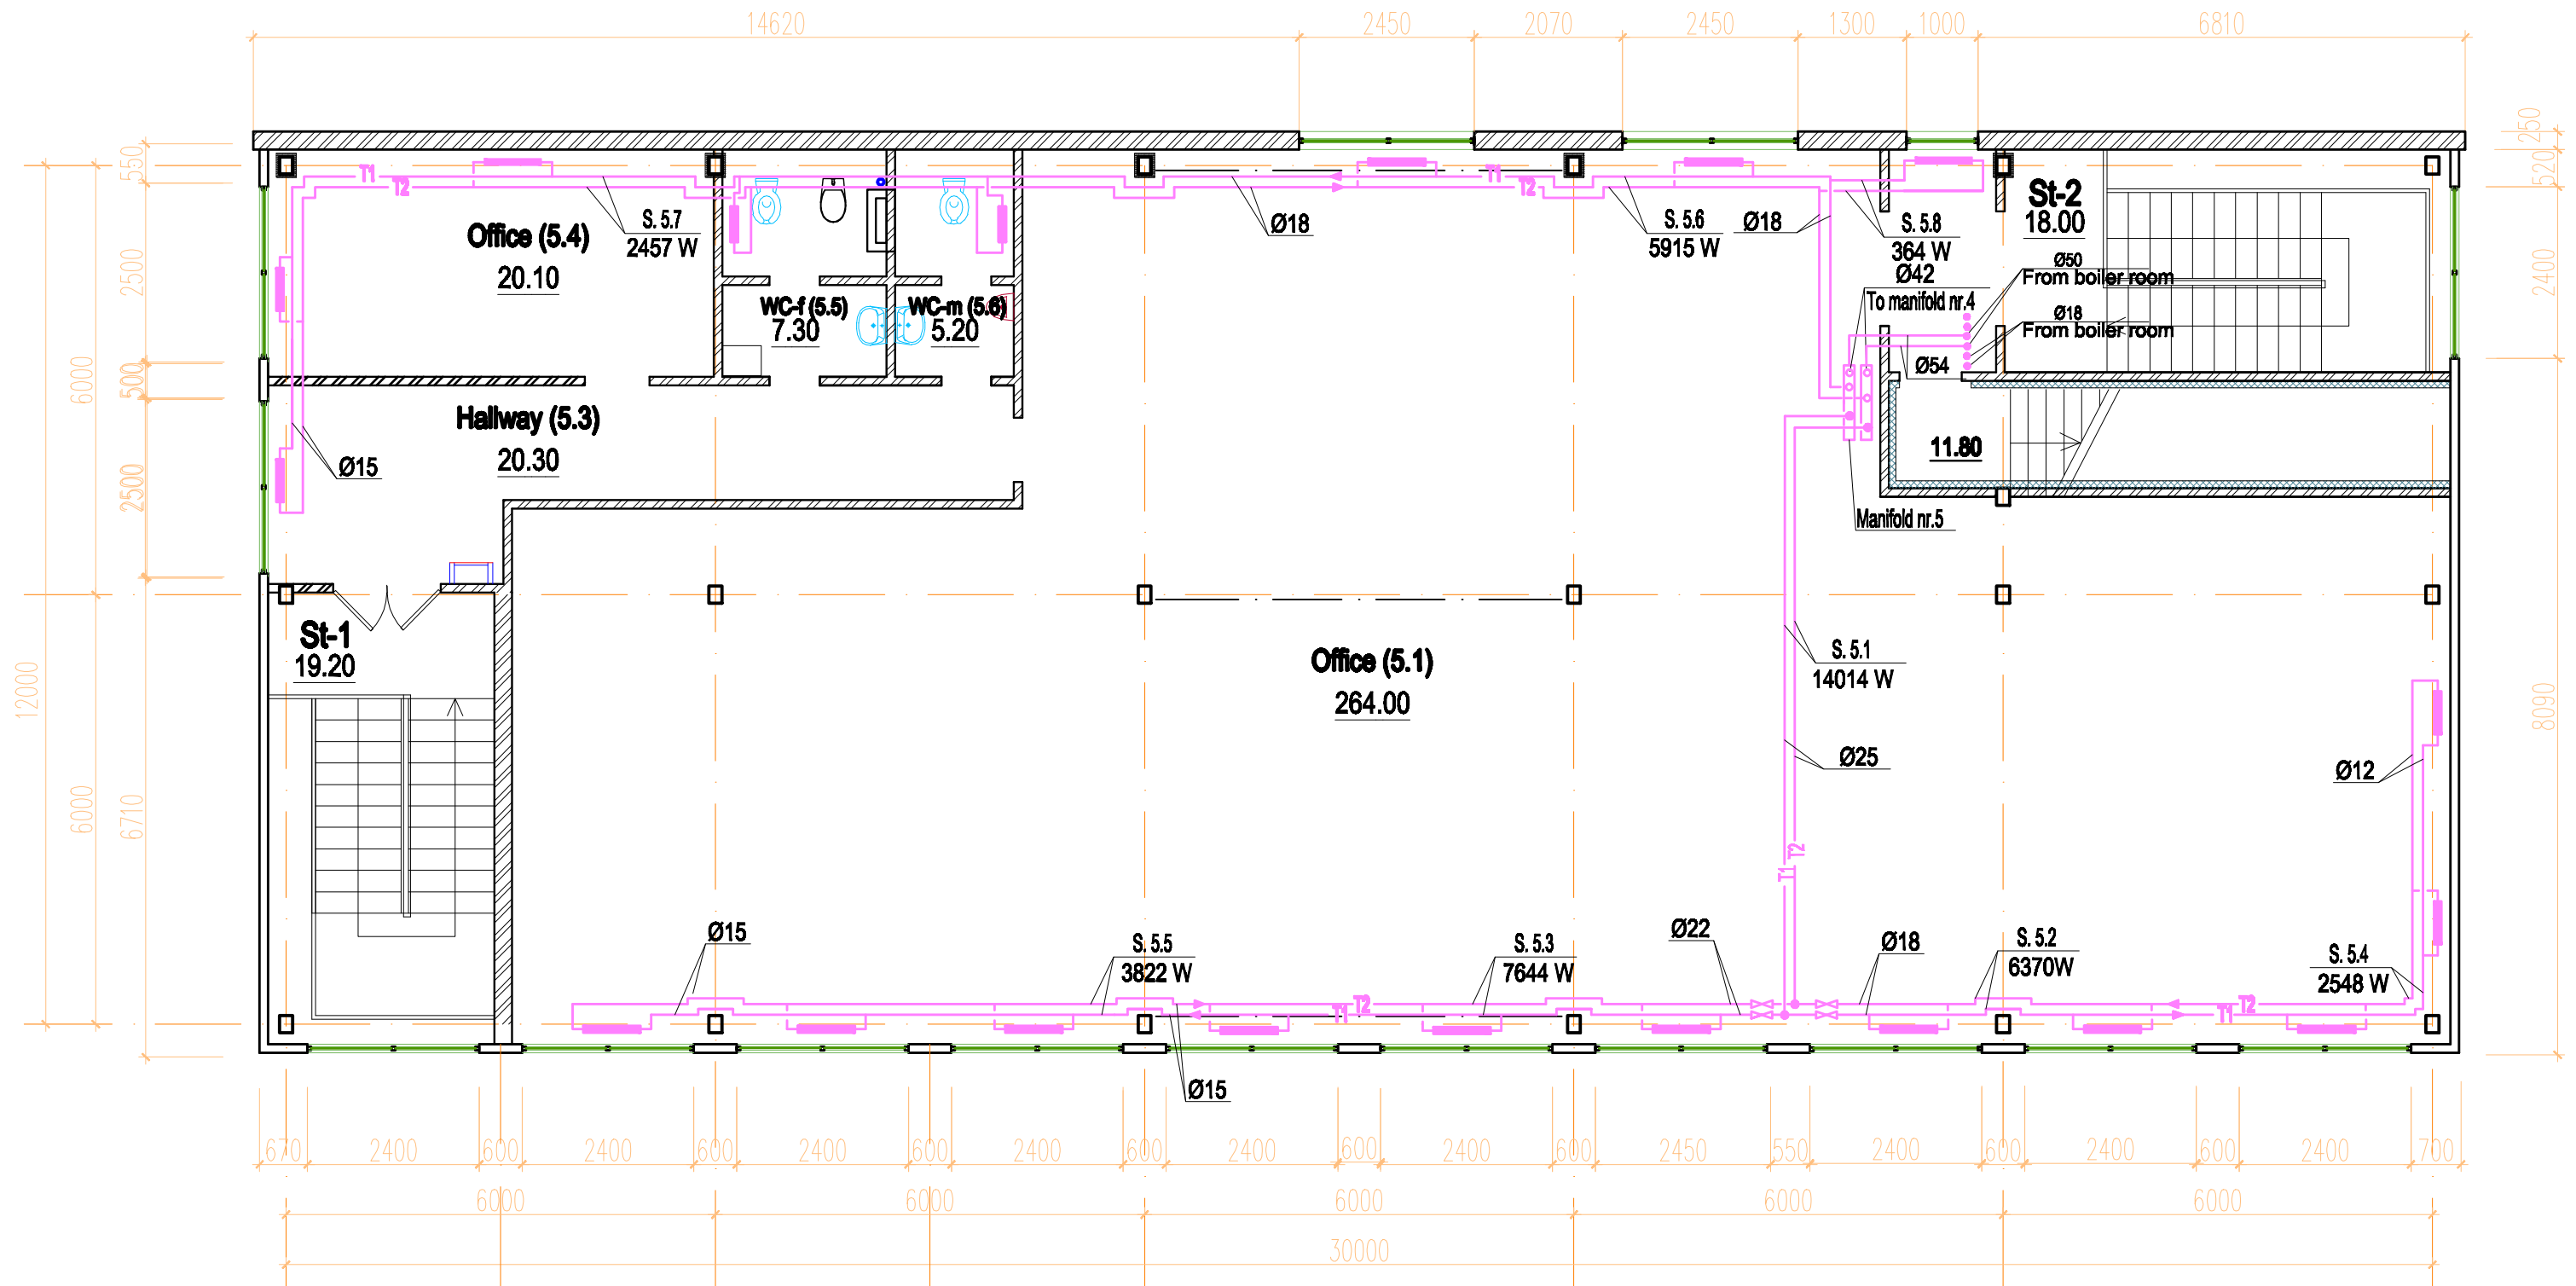 14620
2450
2070
2450
1300
1000
6810
550
2500
500
2500
6710
6000
6000
12000
250
520
2400
8090
T1
T2
Office (5.4)
20.10
S. 5.7
2457 W
WC-f (5.5)
7.30
WC-m (5.6)
5.20
Ø18
T1
T2
S. 5.6
5915 W
Ø18
S. 5.8
364 W
Ø42
To manifold nr.4
St-2
18.00
Ø50
From boiler room
Ø18
From boiler room
Ø54
Hallway (5.3)
20.30
Ø15
11.80
Manifold nr.5
St-1
19.20
Office (5.1)
264.00
S. 5.1
14014 W
Ø25
Ø12
T1
T2
Ø15
S. 5.5
3822 W
S. 5.3
7644 W
Ø22
Ø18
S. 5.2
6370W
S. 5.4
2548 W
T1
T2
T1
T2
Ø15
670
2400
600
2400
600
2400
600
2400
600
2400
600
2400
600
2450
550
2400
600
2400
600
2400
700
6000
6000
6000
6000
6000
30000